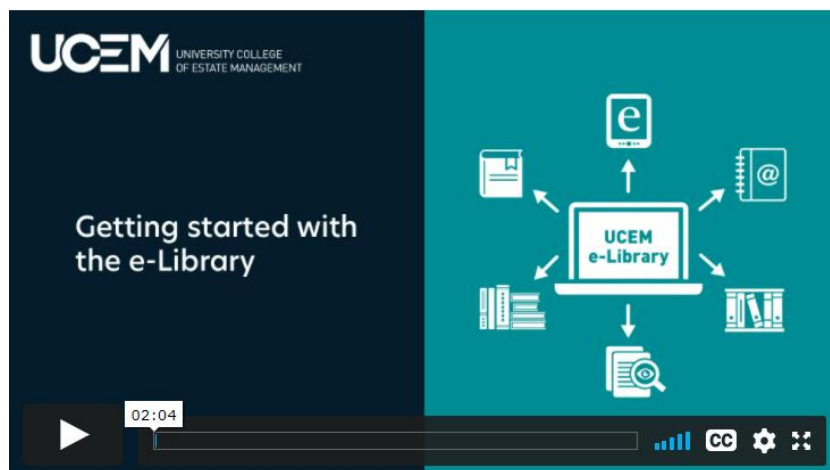 UCEM
UNIVERSITY COLLEGE
OF ESTATE MANAGEMENT
Getting started with
the e-Library
e
@
UCEM
e-Library
02:04
CC